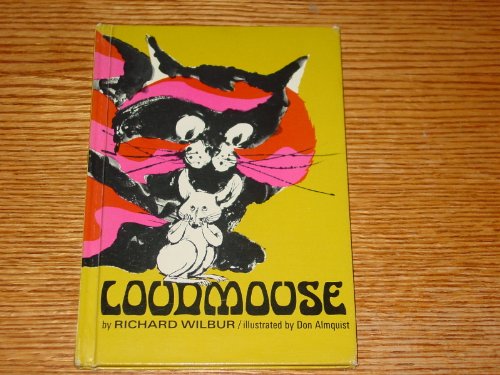 LOUDMOUSE
by RICHARD WILBUR / illustrated by Don Almquist